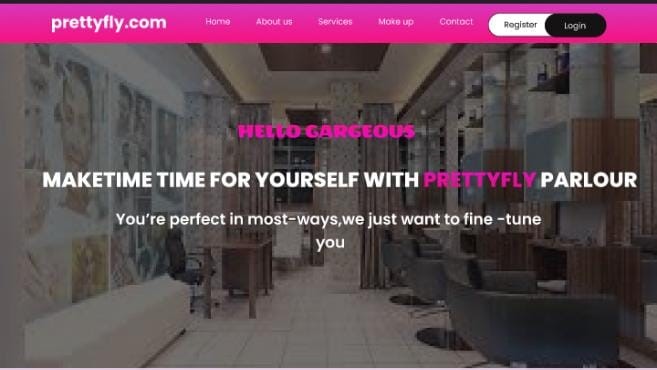 prettyfly.com
Home About us Services Make up Contact Register Login
HELLO GARGEOUS
MAKETIME TIME FOR YOURSELF WITH PRETTYFLY PARLOUR
You're perfect in most-ways,we just want to fine -tune
you